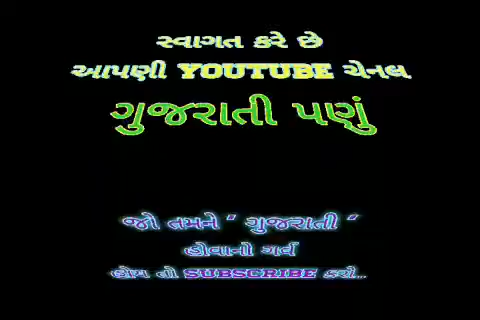 સ્વાગત કરે છે
આપણી YOUTUBE ચેનલ
ગુજરાતી પણું
જો તમને " ગુજરાતી "
હોવાનો ગર્વ
હોય તો SUBSCRIBE કરો...